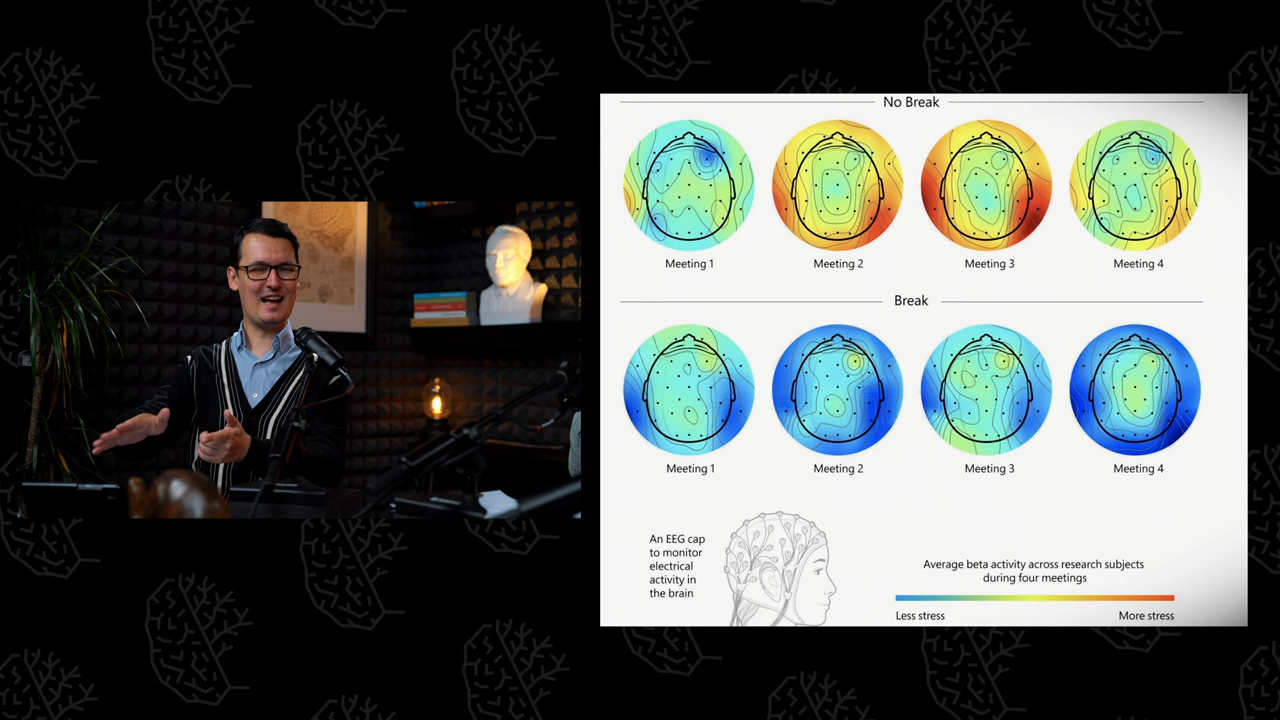 No Break
Meeting 1
Meeting 2
Meeting 3
Meeting 4
Break
Meeting 1
Meeting 2
Meeting 3
Meeting 4
An EEG cap
to monitor
electrical
activity in
the brain
Average beta activity across research subjects
during four meetings
Less stress
More stress